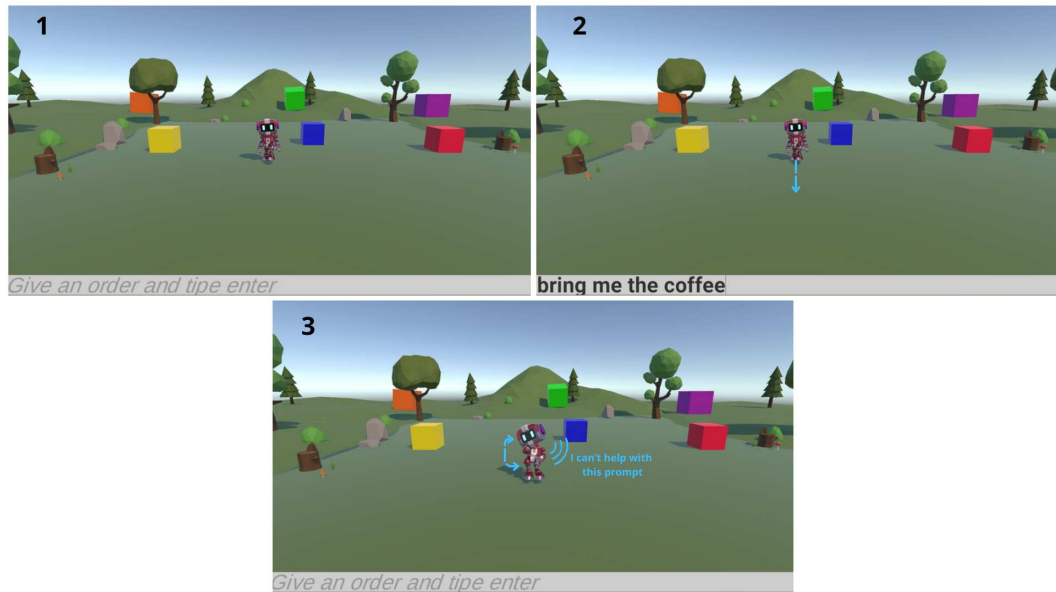 1
Give an order and tipe enter
2
bring me the coffee
3
I can't help with
this prompt
Give an order and tipe enter